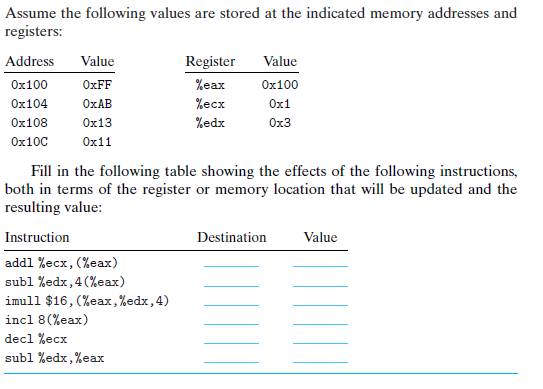 Assume the following values are stored at the indicated memory addresses and
registers:
Address Value Register Value
0x100 0xFF %eax 0x100
0x104 0xAB %ecx 0x1
0x108 0x13 %edx 0x3
0x10C 0x11
Fill in the following table showing the effects of the following instructions,
both in terms of the register or memory location that will be updated and the
resulting value:
Instruction Destination Value
addl %ecx,(%eax)
subl %edx,4(%eax)
imull $16,(%eax,%edx,4)
incl 8(%eax)
decl %ecx
subl %edx,%eax